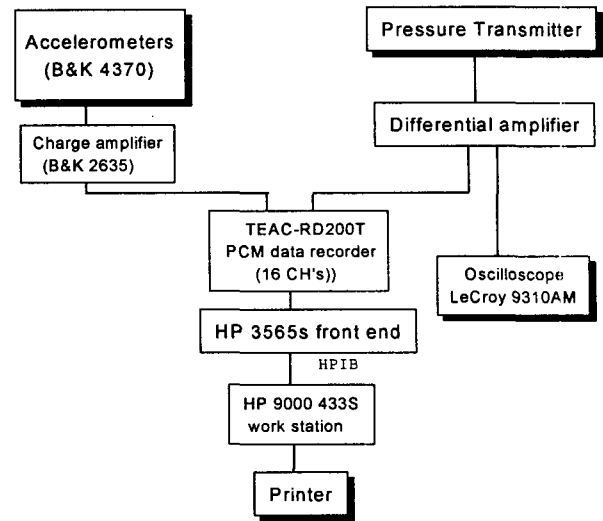 Accelerometers
(B&K 4370)
Pressure Transmitter
Charge amplifier
(B&K 2635)
Differential amplifier
TEAC-RD200T
PCM data recorder
(16 CH's))
Oscilloscope
LeCroy 9310AM
HP 3565s front end
HPIB
HP 9000 433S
work station
Printer